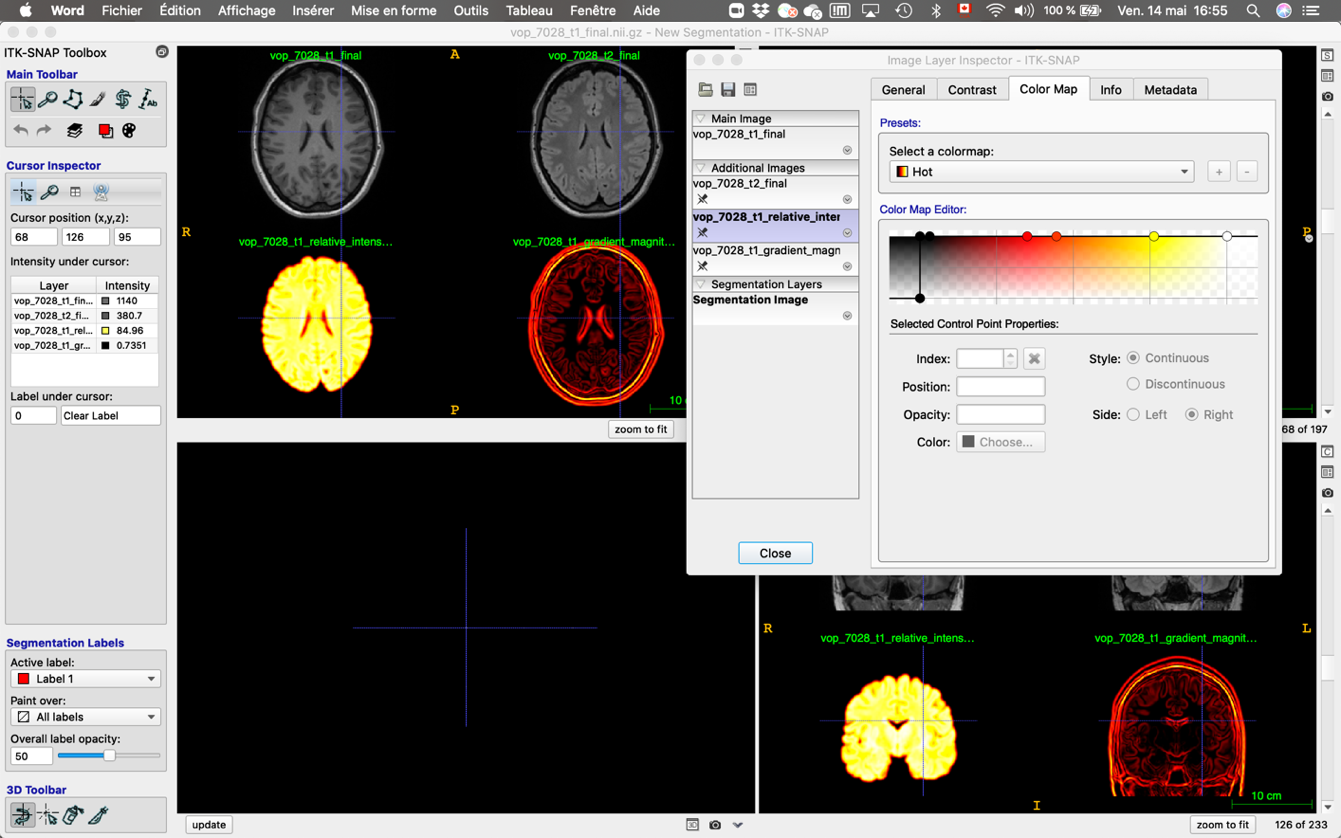 Word Fichier Édition Affichage Insérer Mise en forme Outils Tableau Fenêtre Aide 100 % Ven. 14 mai 16:55
vop_7028_t1_final.nii.gz - New Segmentation - ITK-SNAP
ITK-SNAP Toolbox
Main Toolbar
Cursor Inspector
Cursor position (x,y,z):
68 126 95
Intensity under cursor:
Layer Intensity
vop_7028_t1_fin... 1140
vop_7028_t2_fi... 380.7
vop_7028_t1_rel... 84.96
vop_7028_t1_gr... 0.7351
Label under cursor:
0 Clear Label
Segmentation Labels
Active label:
Label 1
Paint over:
All labels
Overall label opacity:
50
3D Toolbar
vop_7028_t1_final
A
vop_7028_t2_final
R
vop_7028_t1_relative_intens...
vop_7028_t1_gradient_magnit...
P
10 c
zoom to fit
update
Image Layer Inspector - ITK-SNAP
Main Image
vop_7028_t1_final
Additional Images
vop_7028_t2_final
vop_7028_t1_relative_inter
vop_7028_t1_gradient_magn
Segmentation Layers
Segmentation Image
Close
General Contrast Color Map Info Metadata
Presets:
Select a colormap:
Hot
+ -
Color Map Editor:
Selected Control Point Properties:
Index:
Position:
Opacity:
Color: Choose...
Style: Continuous
Discontinuous
Side: Left Right
S
P
68 of 197
C
R
L
vop_7028_t1_relative_intens...
vop_7028_t1_gradient_magnit...
10 cm
I
zoom to fit 126 of 233